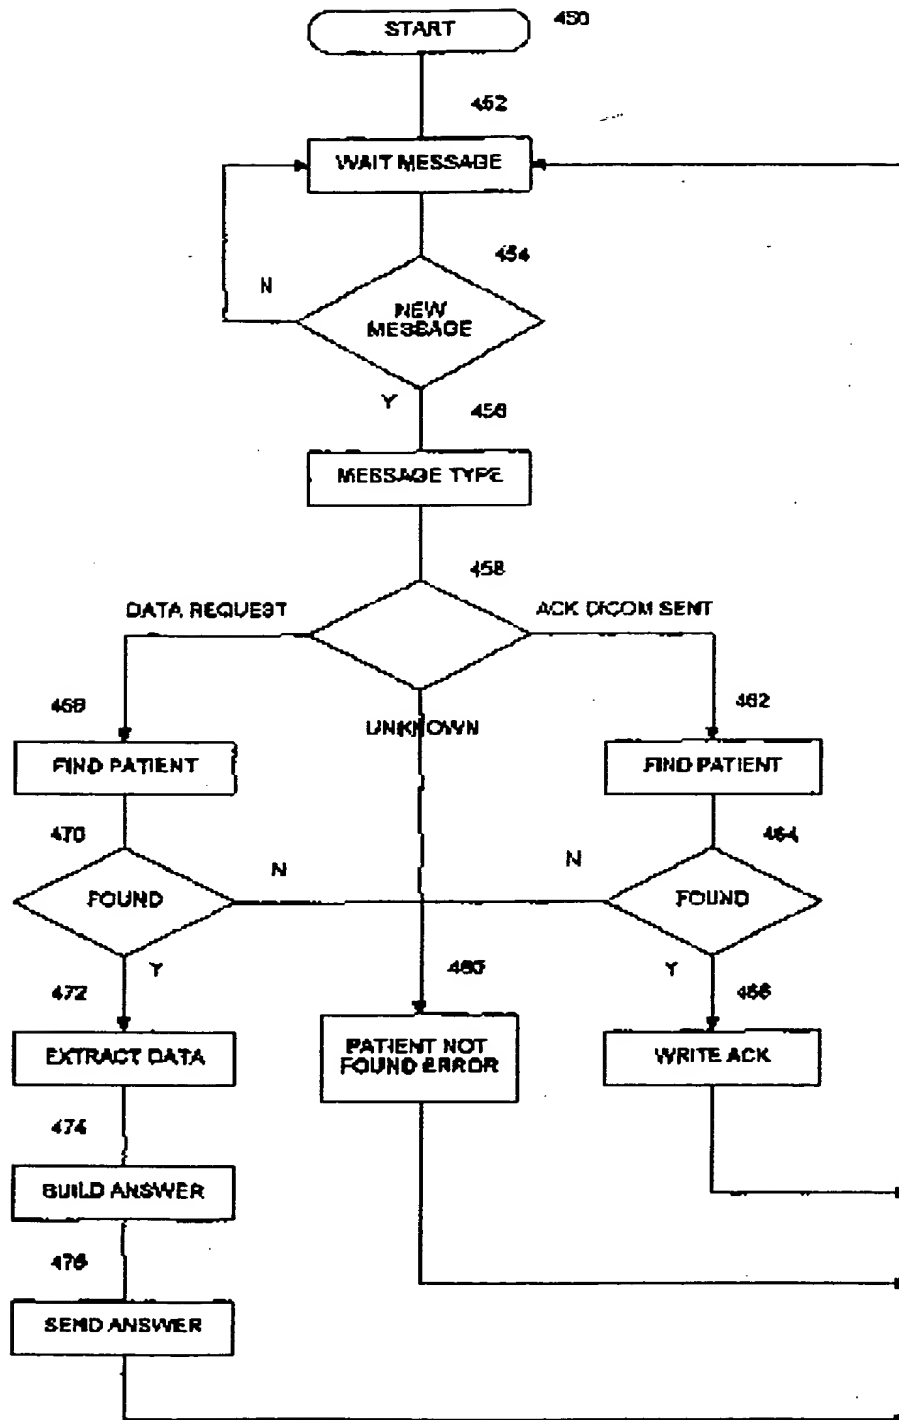 START
450
452
WAIT MESSAGE
454
N
NEW
MESSAGE
Y
456
MESSAGE TYPE
458
DATA REQUEST
ACK DICOM SENT
468
UNKNOWN
462
FIND PATIENT
FIND PATIENT
470
464
N
N
FOUND
FOUND
Y
460
Y
472
466
EXTRACT DATA
PATIENT NOT
FOUND ERROR
WRITE ACK
474
BUILD ANSWER
476
SEND ANSWER